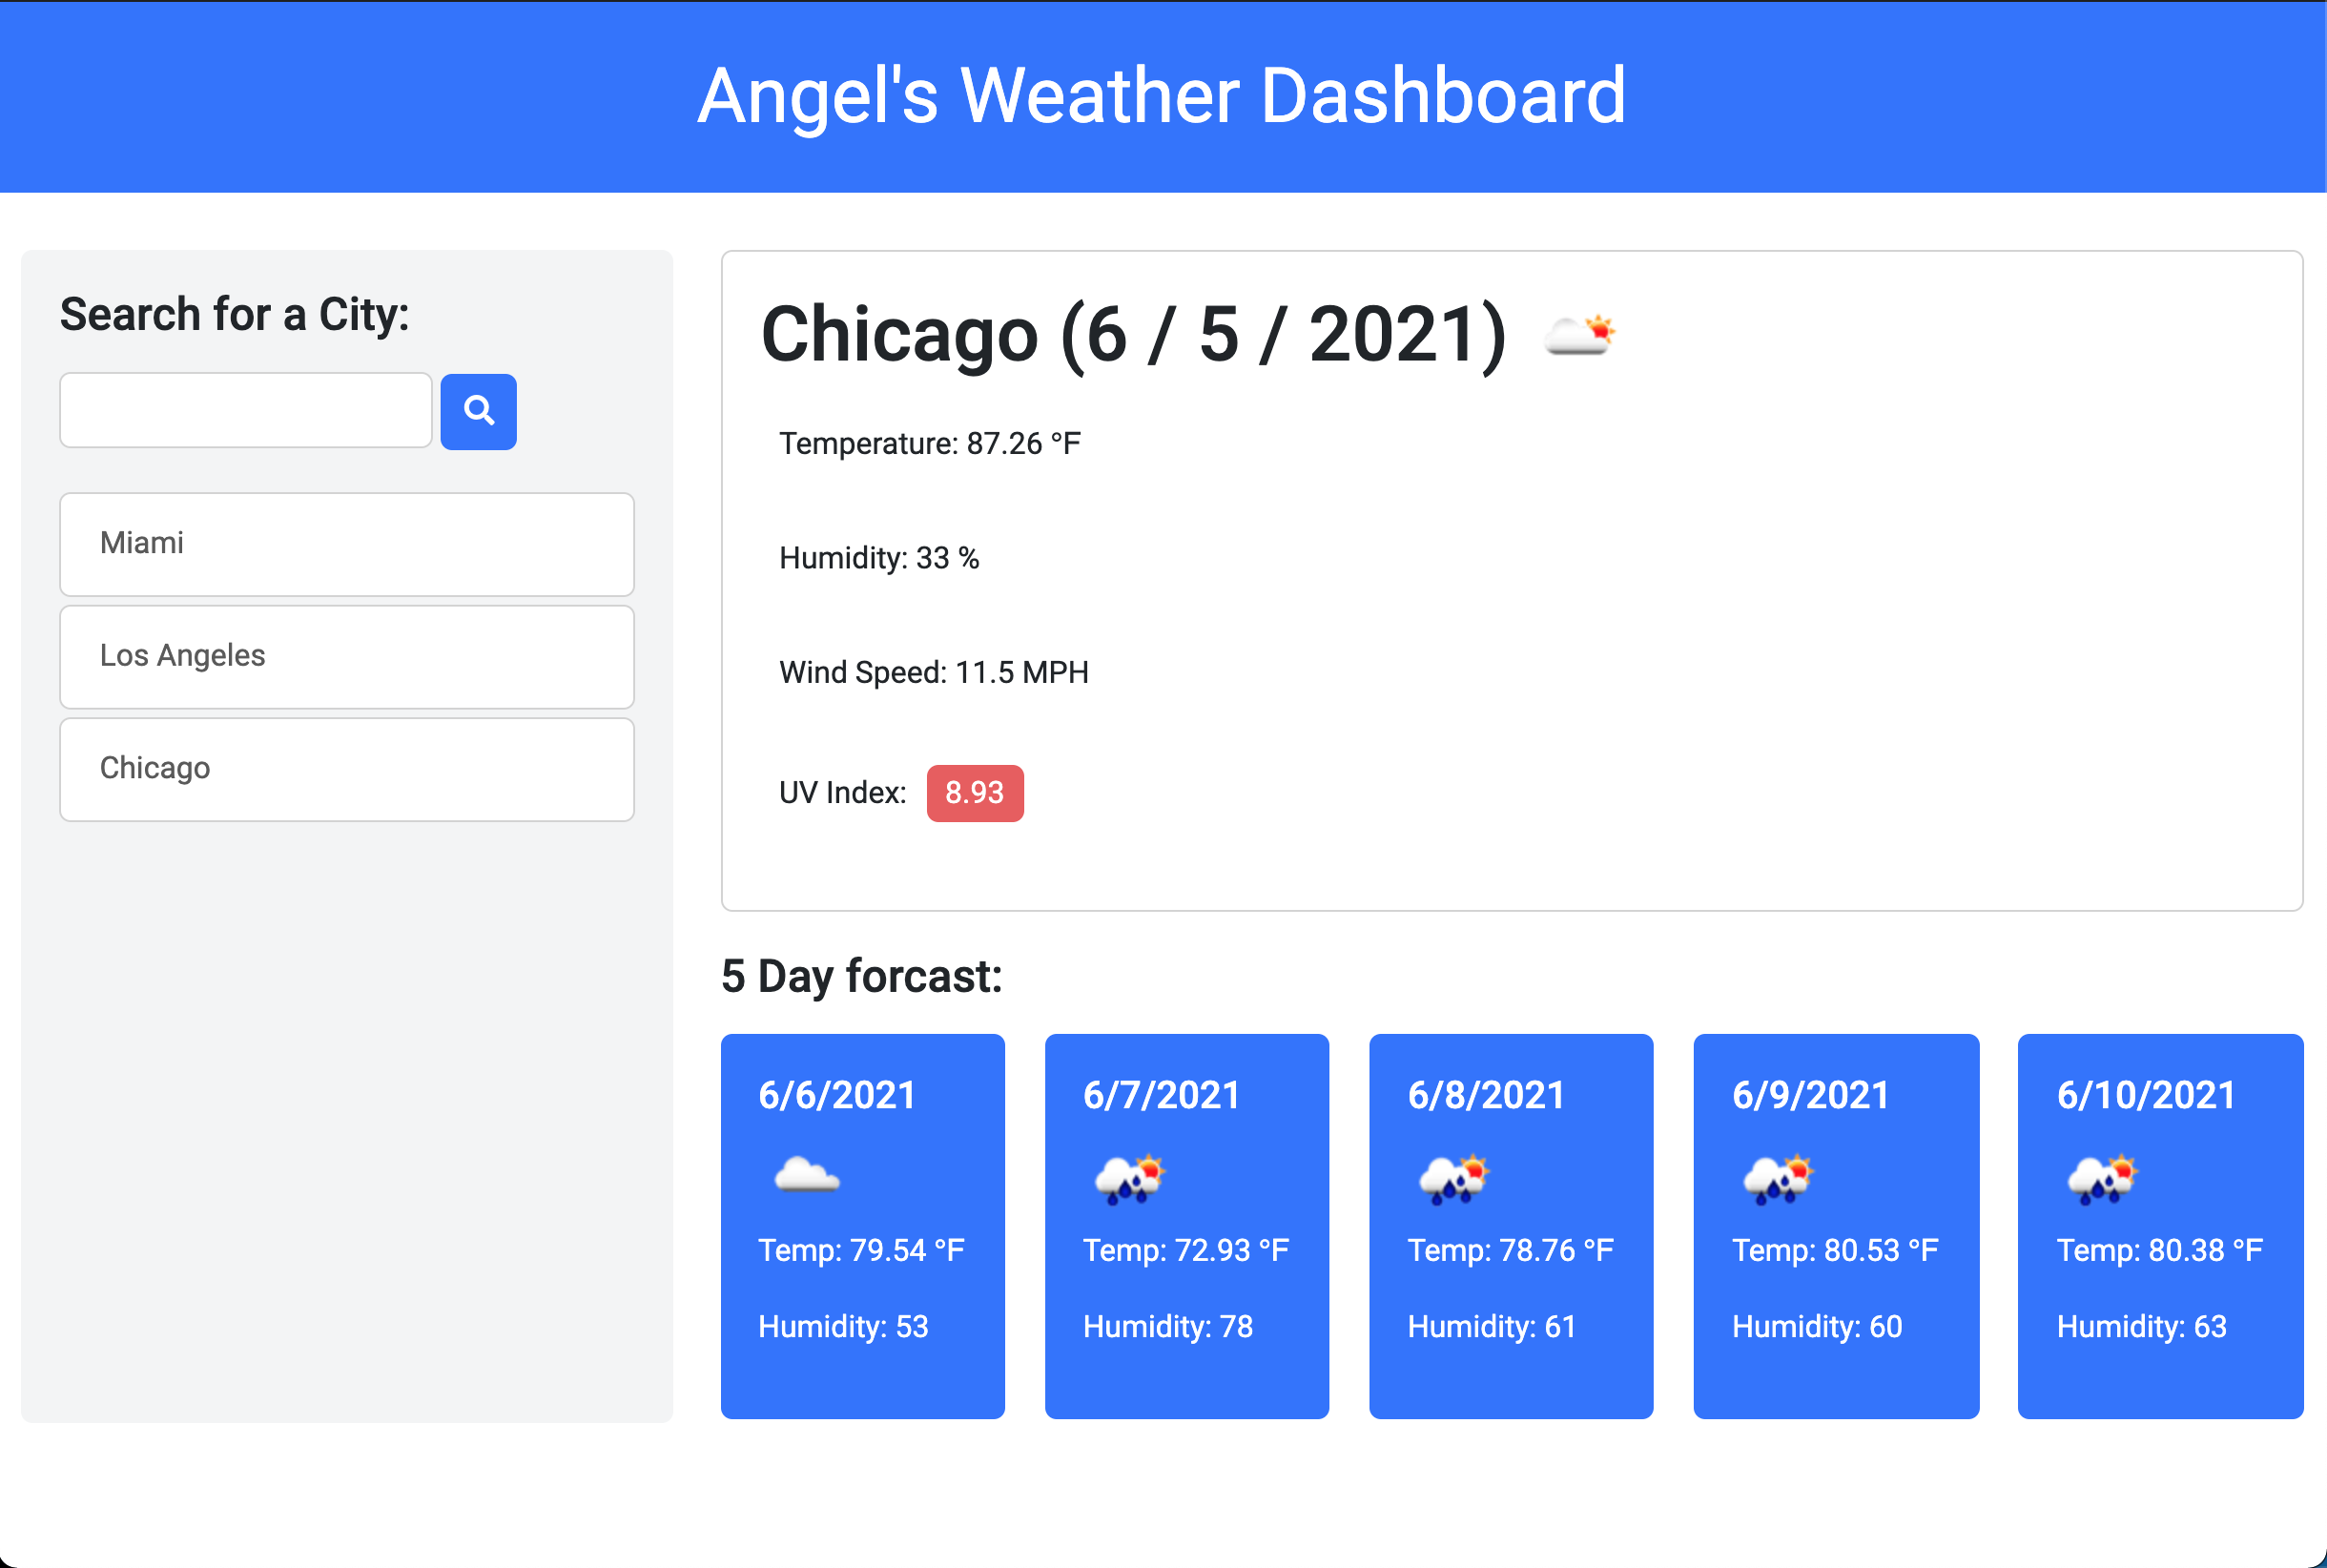 Angel's Weather Dashboard
Search for a City:
Miami
Los Angeles
Chicago
Chicago (6 / 5 / 2021)
Temperature: 87.26 °F
Humidity: 33 %
Wind Speed: 11.5 MPH
UV Index: 8.93
5 Day forcast:
6/6/2021
Temp: 79.54 °F
Humidity: 53
6/7/2021
Temp: 72.93 °F
Humidity: 78
6/8/2021
Temp: 78.76 °F
Humidity: 61
6/9/2021
Temp: 80.53 °F
Humidity: 60
6/10/2021
Temp: 80.38 °F
Humidity: 63